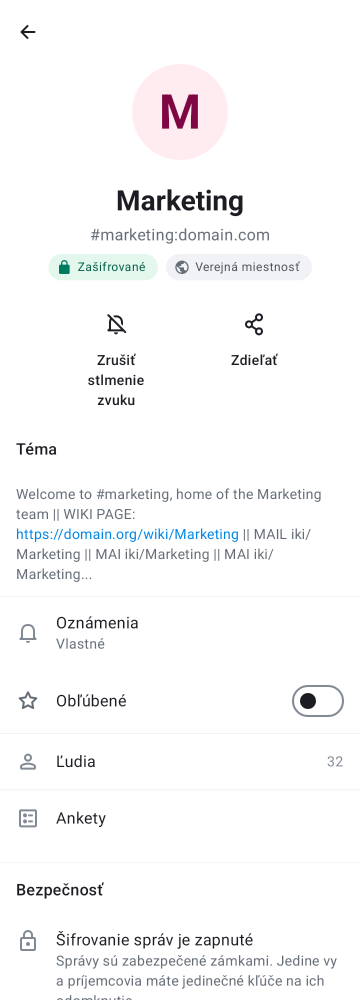 M
Marketing
#marketing:domain.com
Zašifrované
Verejná miestnosť
Zrušiť
stlmenie
zvuku
Zdieľať
Téma
Welcome to #marketing, home of the Marketing
team || WIKI PAGE:
https://domain.org/wiki/Marketing || MAIL iki/
Marketing || MAI iki/Marketing || MAI iki/
Marketing...
Oznámenia
Vlastné
Obľúbené
Ľudia
32
Ankety
Bezpečnosť
Šifrovanie správ je zapnuté
Správy sú zabezpečené zámkami. Jedine vy
a príjemcovia máte jedinečné kľúče na ich